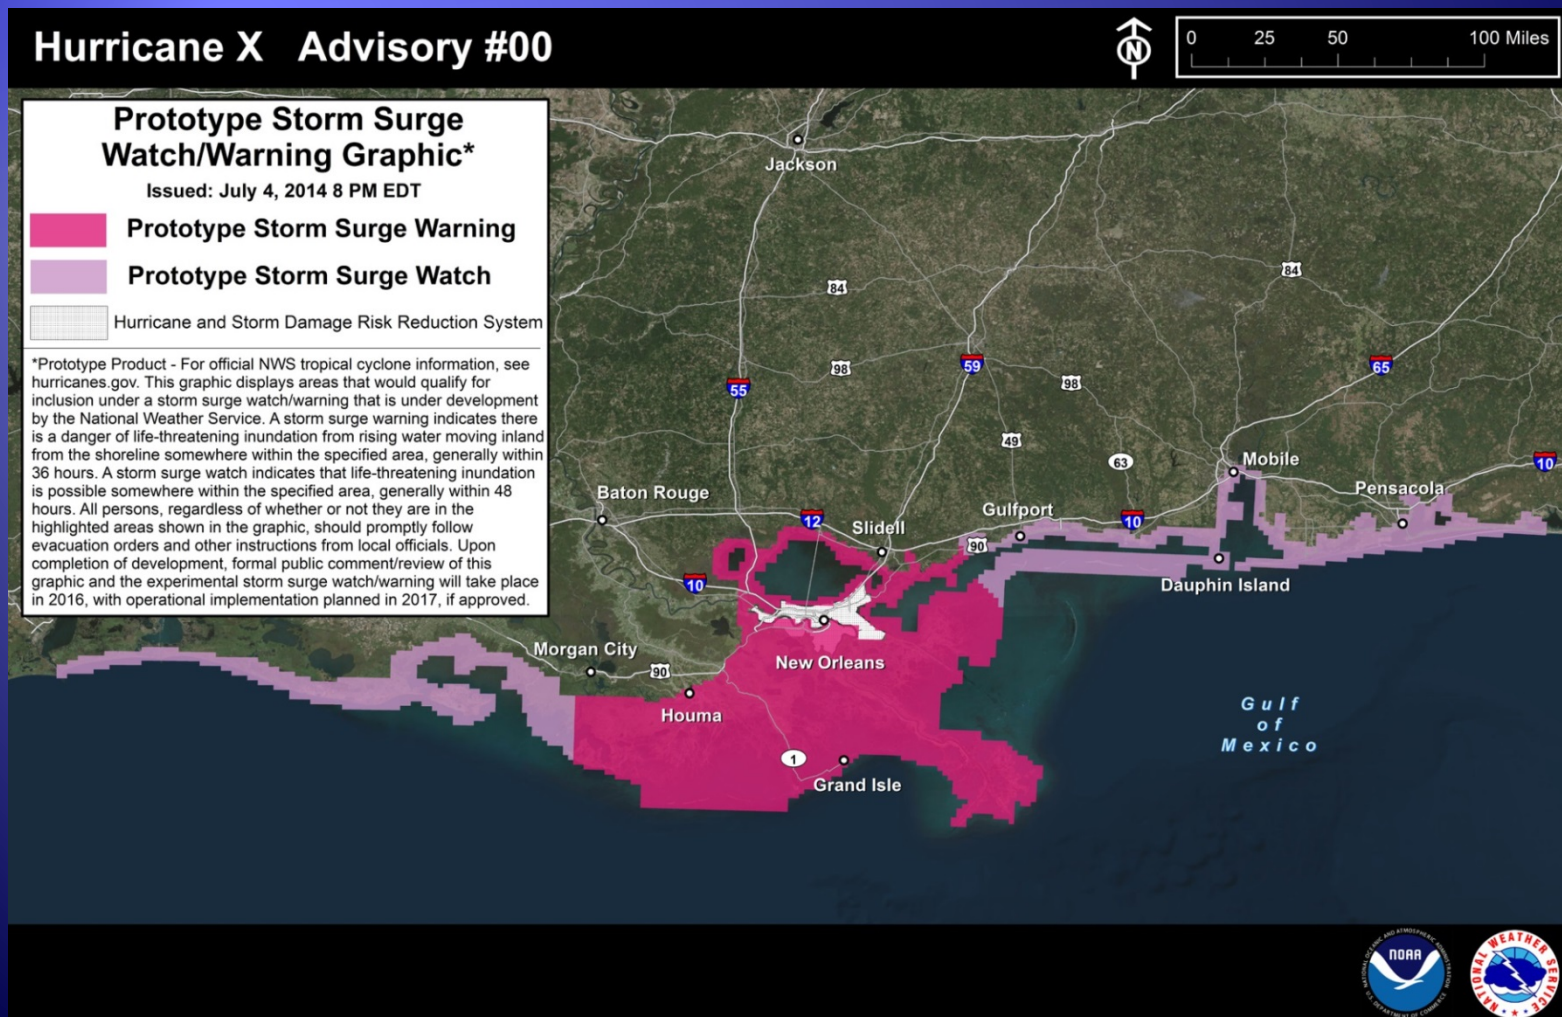 Hurricane X Advisory #00
N
0 25 50 100 Miles
Prototype Storm Surge
Watch/Warning Graphic*
Issued: July 4, 2014 8 PM EDT
Prototype Storm Surge Warning
Prototype Storm Surge Watch
Hurricane and Storm Damage Risk Reduction System
*Prototype Product - For official NWS tropical cyclone information, see
hurricanes.gov. This graphic displays areas that would qualify for
inclusion under a storm surge watch/warning that is under development
by the National Weather Service. A storm surge warning indicates there
is a danger of life-threatening inundation from rising water moving inland
from the shoreline somewhere within the specified area, generally within
36 hours. A storm surge watch indicates that life-threatening inundation
is possible somewhere within the specified area, generally within 48
hours. All persons, regardless of whether or not they are in the
highlighted areas shown in the graphic, should promptly follow
evacuation orders and other instructions from local officials. Upon
completion of development, formal public comment/review of this
graphic and the experimental storm surge watch/warning will take place
in 2016, with operational implementation planned in 2017, if approved.
Jackson
84
84
98
59
65
55
98
49
63
Mobile
10
Pensacola
Baton Rouge
12
Slidell
Gulfport
10
90
10
Dauphin Island
Morgan City
90
New Orleans
Houma
Gulf
of
Mexico
1
Grand Isle
NATIONAL OCEANIC AND ATMOSPHERIC ADMINISTRATION
NOAA
U.S. DEPARTMENT OF COMMERCE
NATIONAL WEATHER SERVICE